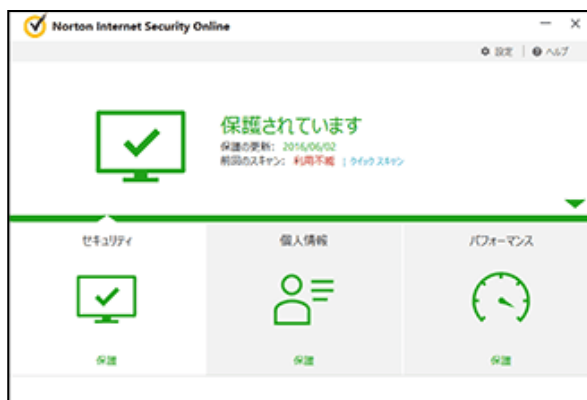 Norton Internet Security Online
設定 | ヘルプ
保護されています
保護の更新: 2016/06/02
前回のスキャン: 利用不能 | クイック スキャン
セキュリティ
個人情報
パフォーマンス
保護
保護
保護